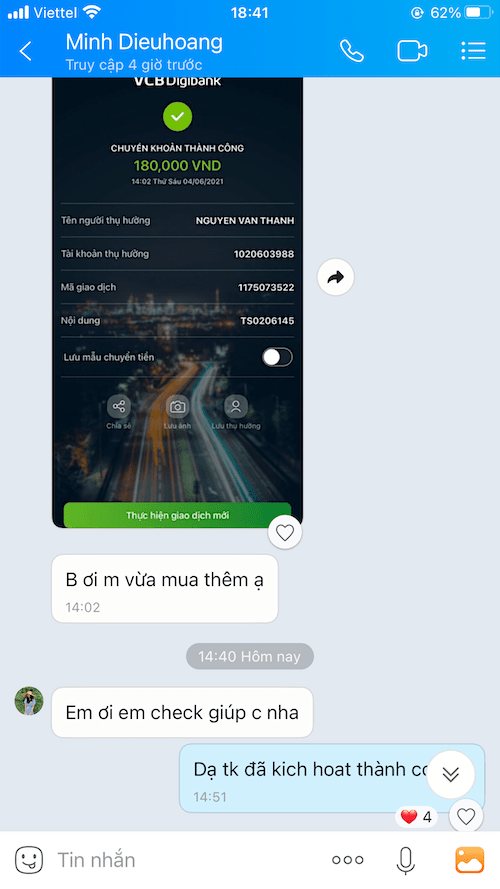 Viettel 18:41 62%
Minh Dieuhoang
Truy cập 4 giờ trước
VCB Digibank
CHUYỂN KHOẢN THÀNH CÔNG
180,000 VND
14:02 Thứ Sáu 04/06/2021
Tên người thụ hưởng NGUYEN VAN THANH
Tài khoản thụ hưởng 1020603988
Mã giao dịch 1175073522
Nội dung TS0206145
Lưu mẫu chuyển tiền
Chia sẻ Lưu ảnh Lưu thụ hưởng
Thực hiện giao dịch mới
B ơi m vừa mua thêm ạ
14:02
14:40 Hôm nay
Em ơi em check giúp c nha
Dạ tk đã kich hoat thành
14:51
4
Tin nhắn